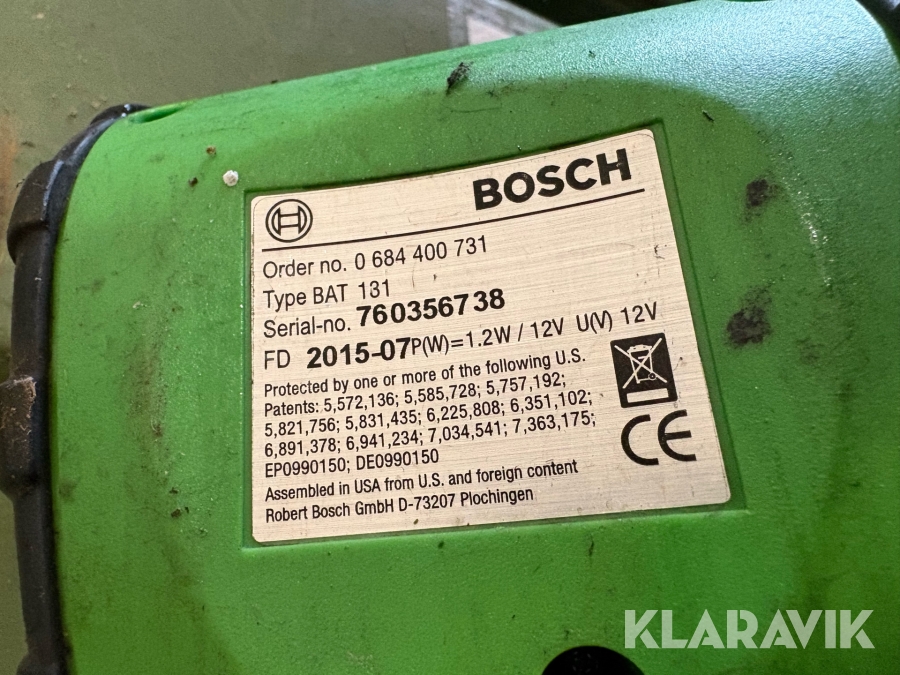 BOSCH
Order no. 0 684 400 731
Type BAT 131
Serial-no. 760356738
FD 2015-07 P(W)=1.2W / 12V U(V) 12V
Protected by one or more of the following U.S.
Patents: 5,572,136; 5,585,728; 5,757,192;
5,821,756; 5,831,435; 6,225,808; 6,351,102;
6,891,378; 6,941,234; 7,034,541; 7,363,175;
EP0990150; DE0990150
Assembled in USA from U.S. and foreign content
Robert Bosch GmbH D-73207 Plochingen
CE
KLARAVIK